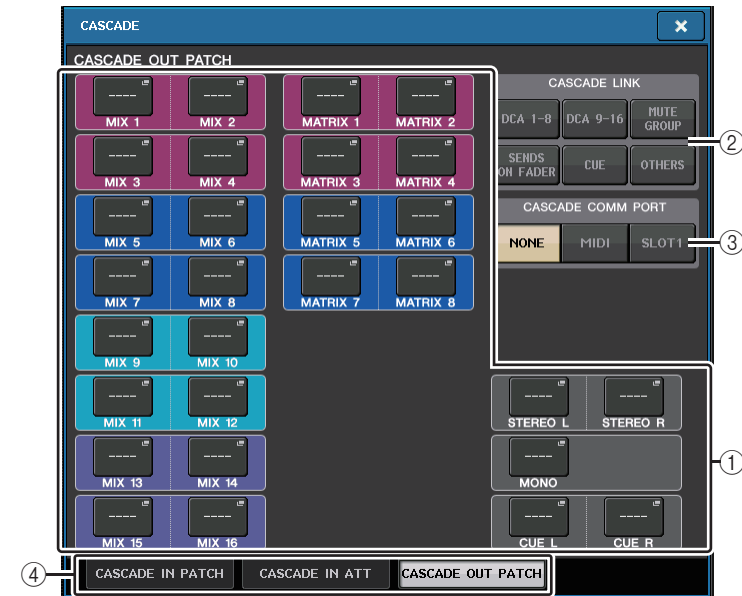 CASCADE
CASCADE OUT PATCH
---- ---- ---- ----
MIX 1 MIX 2 MATRIX 1 MATRIX 2
---- ---- ---- ----
MIX 3 MIX 4 MATRIX 3 MATRIX 4
---- ---- ---- ----
MIX 5 MIX 6 MATRIX 5 MATRIX 6
---- ---- ---- ----
MIX 7 MIX 8 MATRIX 7 MATRIX 8
---- ----
MIX 9 MIX 10
---- ----
MIX 11 MIX 12
---- ----
MIX 13 MIX 14
---- ----
MIX 15 MIX 16
CASCADE LINK
DCA 1-8 DCA 9-16 MUTE GROUP
SENDS ON FADER CUE OTHERS
②
CASCADE COMM PORT
NONE MIDI SLOT1
③
---- ----
STEREO L STEREO R
----
MONO
---- ----
CUE L CUE R
①
④
CASCADE IN PATCH CASCADE IN ATT CASCADE OUT PATCH